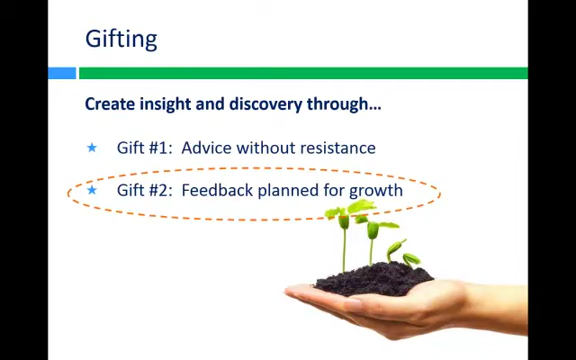 Gifting
Create insight and discovery through...
Gift #1: Advice without resistance
Gift #2: Feedback planned for growth